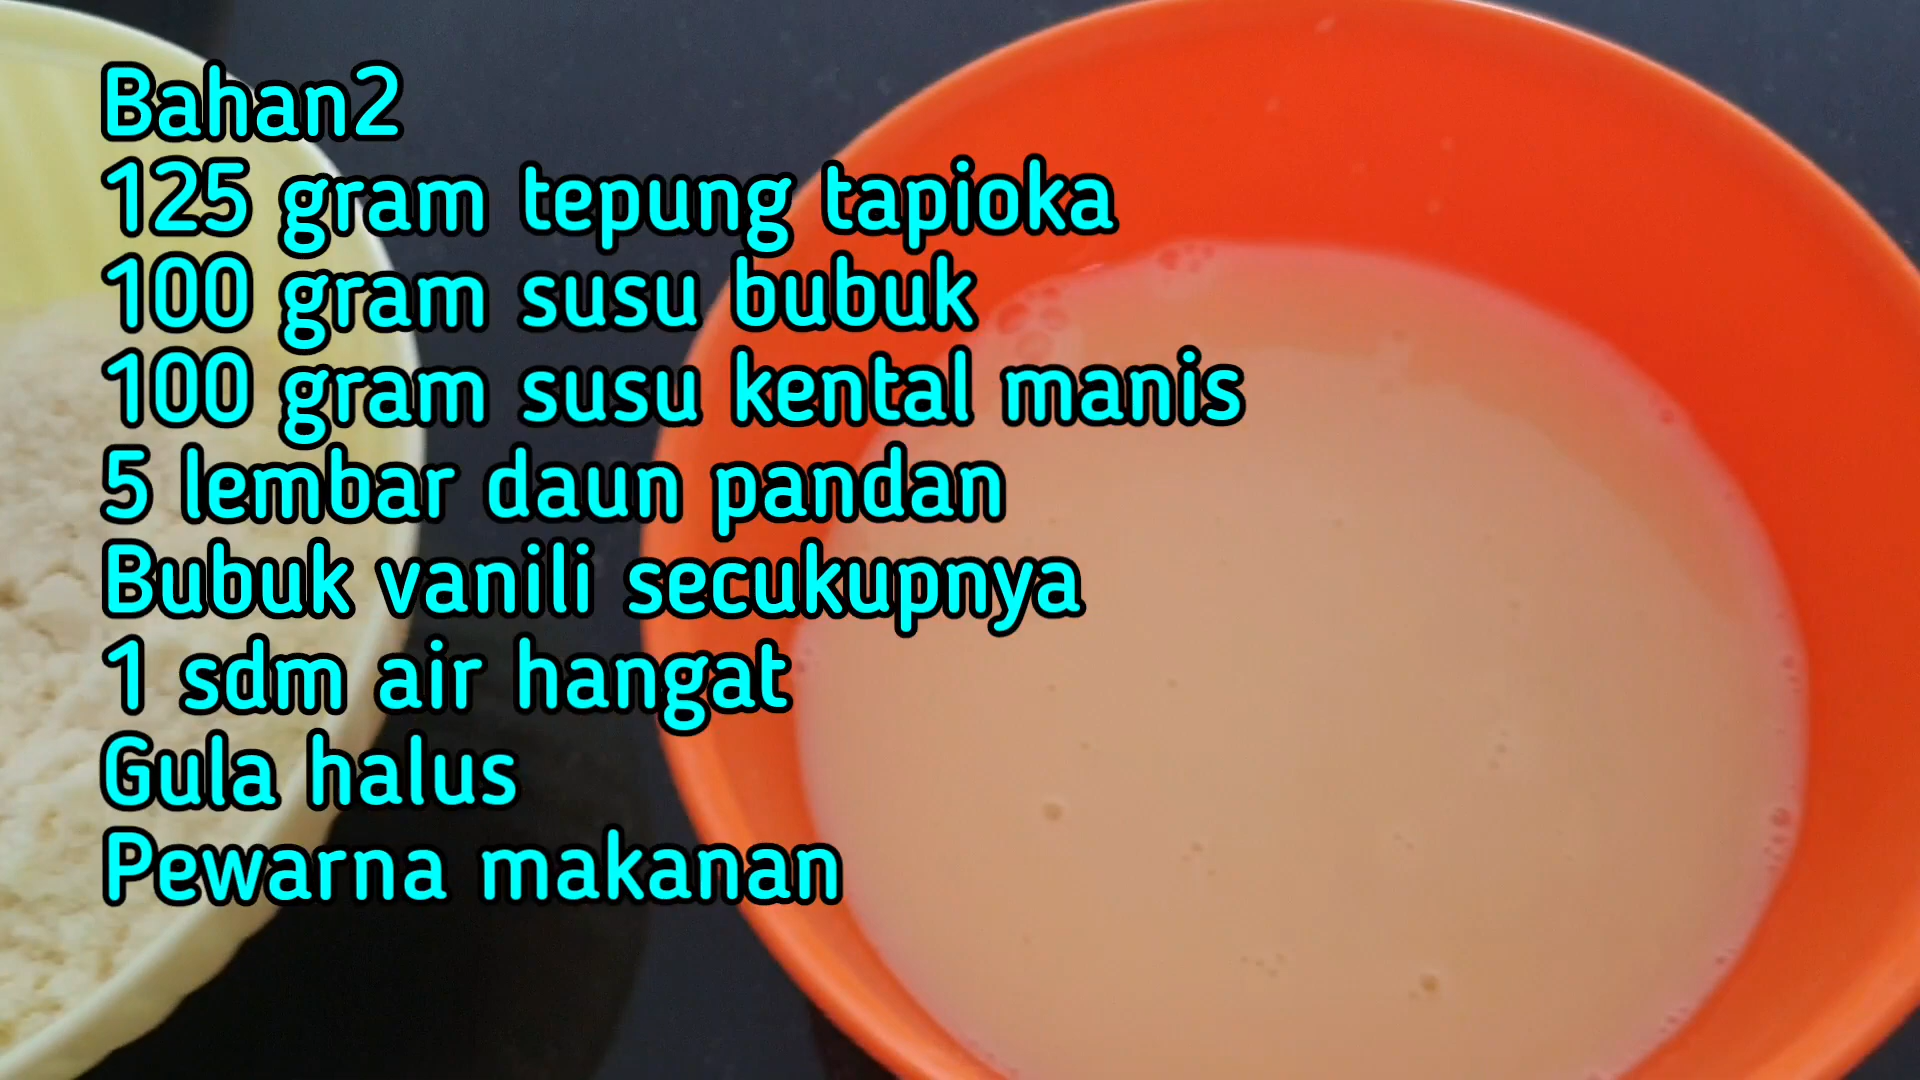 Bahan2
125 gram tepung tapioka
100 gram susu bubuk
100 gram susu kental manis
5 lembar daun pandan
Bubuk vanili secukupnya
1 sdm air hangat
Gula halus
Pewarna makanan